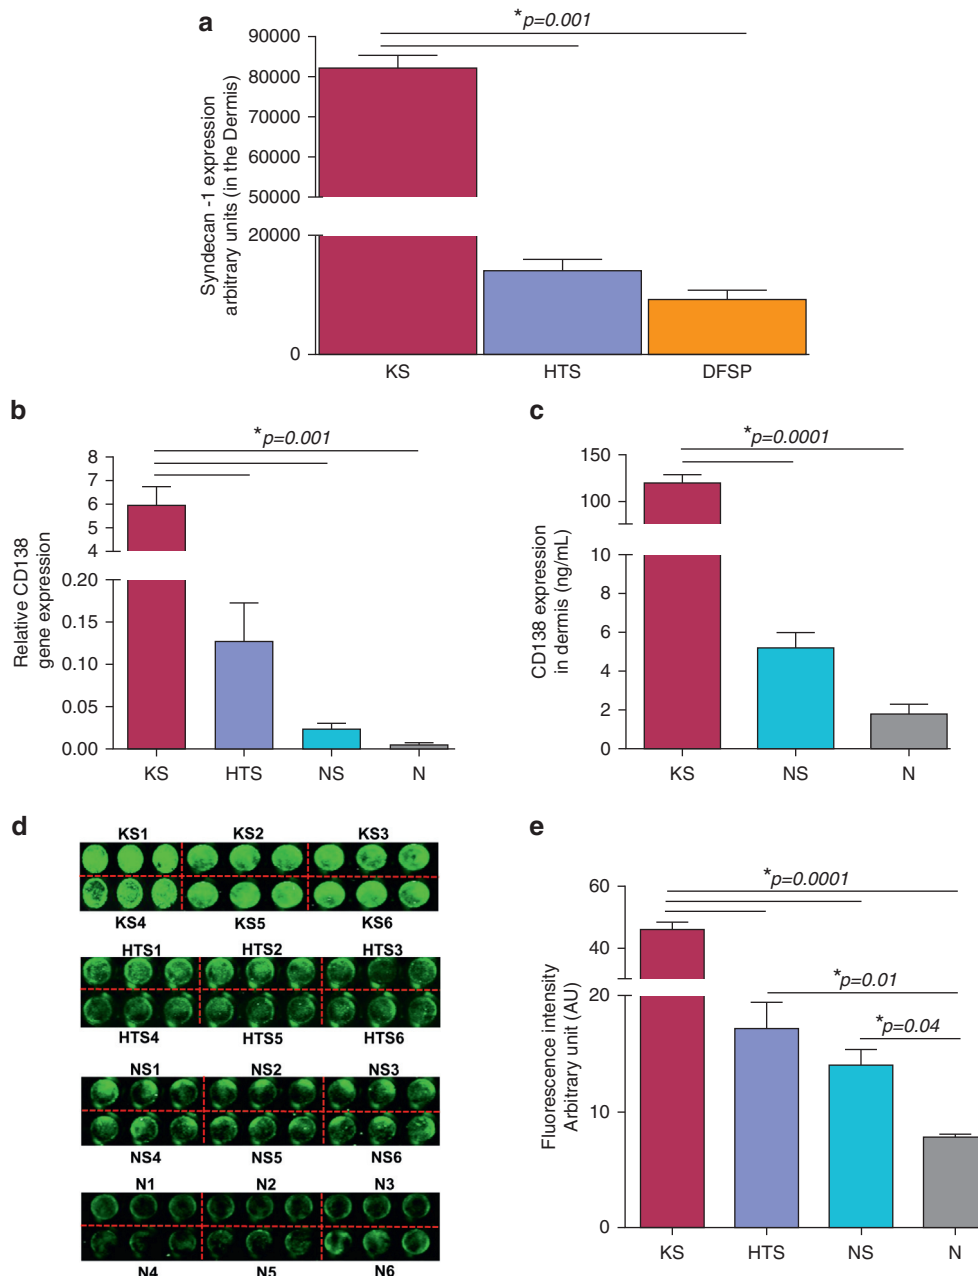 a
*p=0.001
Syndecan -1 expression
arbitrary units (in the Dermis)
90000
80000
70000
60000
50000
20000
0
KS HTS DFSP
b
*p=0.001
Relative CD138
gene expression
8
7
6
5
4
0.20
0.15
0.10
0.05
0.00
KS HTS NS N
c
*p=0.0001
CD138 expression
in dermis (ng/mL)
150
100
10
8
6
4
2
0
KS NS N
d
KS1 KS2 KS3
KS4 KS5 KS6
HTS1 HTS2 HTS3
HTS4 HTS5 HTS6
NS1 NS2 NS3
NS4 NS5 NS6
N1 N2 N3
N4 N5 N6
e
*p=0.0001
*p=0.01
*p=0.04
Fluorescence intensity
Arbitrary unit (AU)
60
40
20
10
0
KS HTS NS N